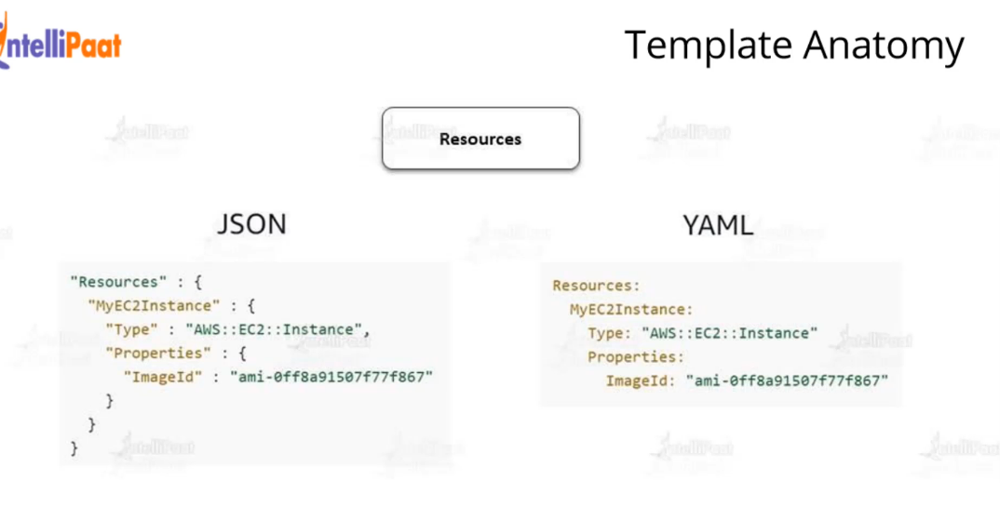 ntelliPaat
Template Anatomy
Resources
JSON
"Resources" : {
"MyEC2Instance" : {
"Type" : "AWS::EC2::Instance",
"Properties" : {
"ImageId" : "ami-0ff8a91507f77f867"
}
}
}
YAML
Resources:
MyEC2Instance:
Type: "AWS::EC2::Instance"
Properties:
ImageId: "ami-0ff8a91507f77f867"